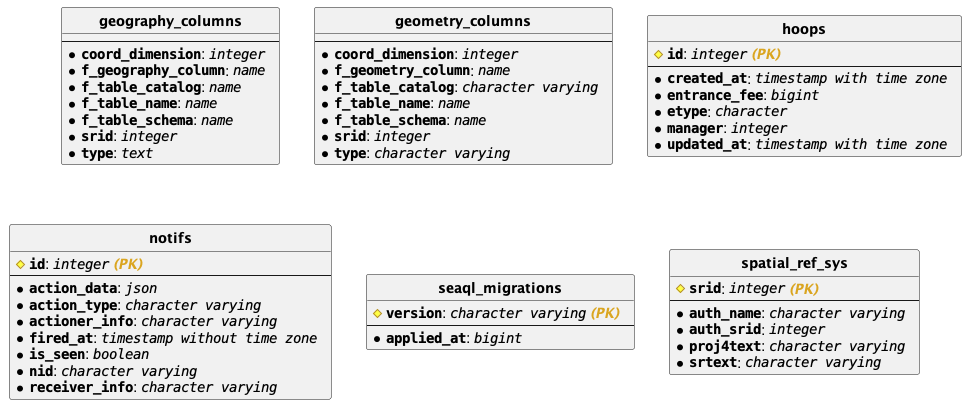 geography_columns
coord_dimension: integer
f_geography_column: name
f_table_catalog: name
f_table_name: name
f_table_schema: name
srid: integer
type: text
geometry_columns
coord_dimension: integer
f_geometry_column: name
f_table_catalog: character varying
f_table_name: name
f_table_schema: name
srid: integer
type: character varying
hoops
id: integer (PK)
created_at: timestamp with time zone
entrance_fee: bigint
etype: character
manager: integer
updated_at: timestamp with time zone
notifs
id: integer (PK)
action_data: json
action_type: character varying
actioner_info: character varying
fired_at: timestamp without time zone
is_seen: boolean
nid: character varying
receiver_info: character varying
seaql_migrations
version: character varying (PK)
applied_at: bigint
spatial_ref_sys
srid: integer (PK)
auth_name: character varying
auth_srid: integer
proj4text: character varying
srtext: character varying